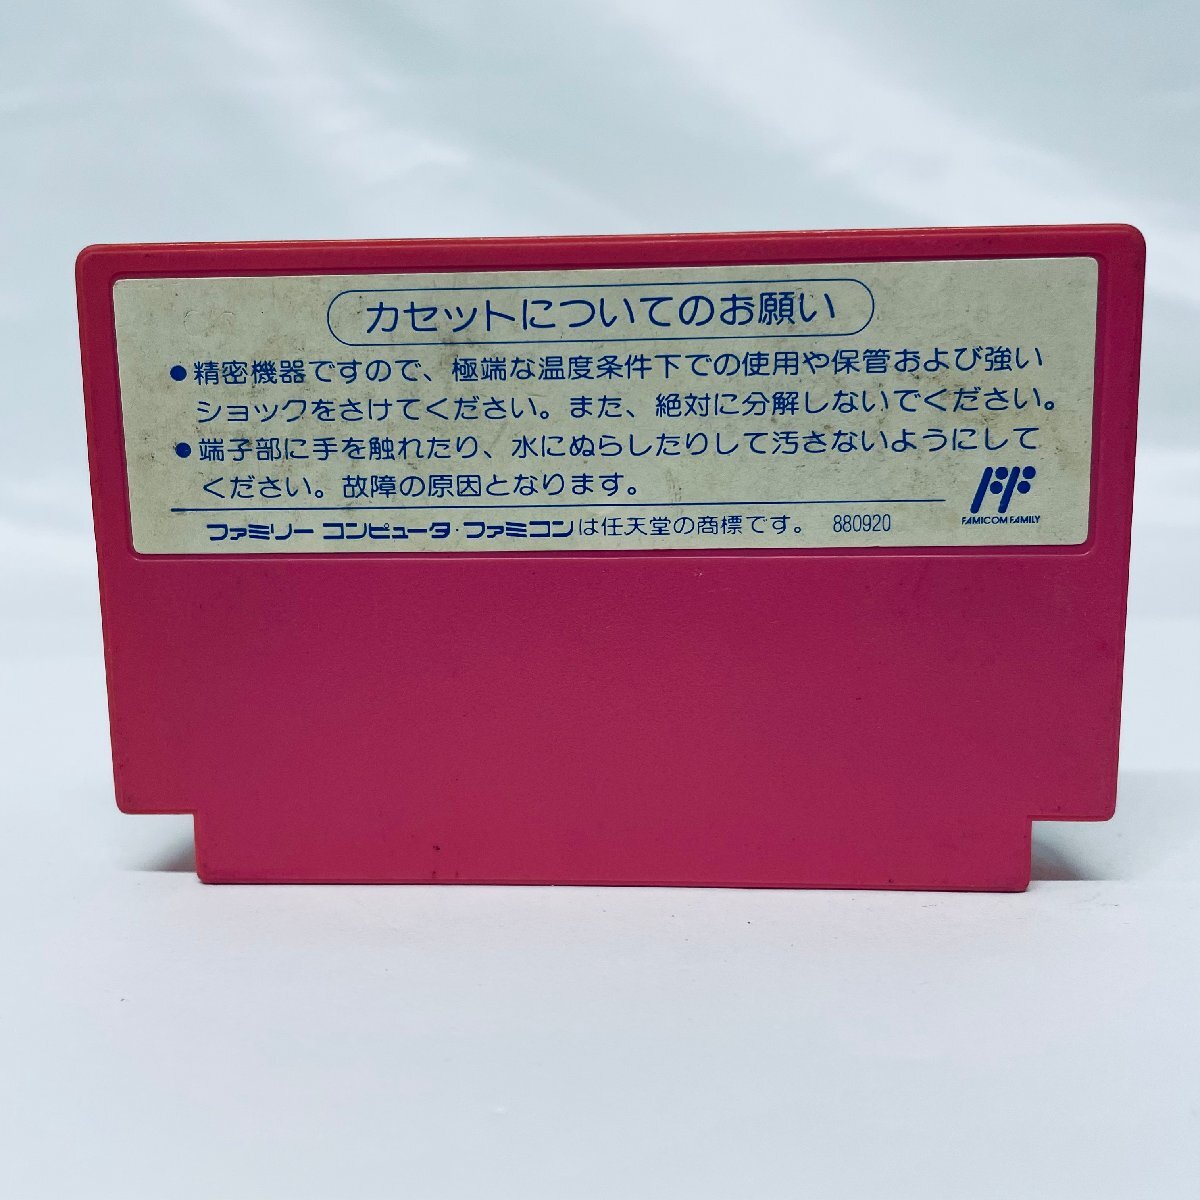 カセットについてのお願い
●精密機器ですので、極端な温度条件下での使用や保管および強い
ショックをさけてください。また、絶対に分解しないでください。
●端子部に手を触れたり、水にぬらしたりして汚さないようにして
ください。故障の原因となります。
FAMICOM FAMILY
ファミリーコンピュータ・ファミコンは任天堂の商標です。 880920